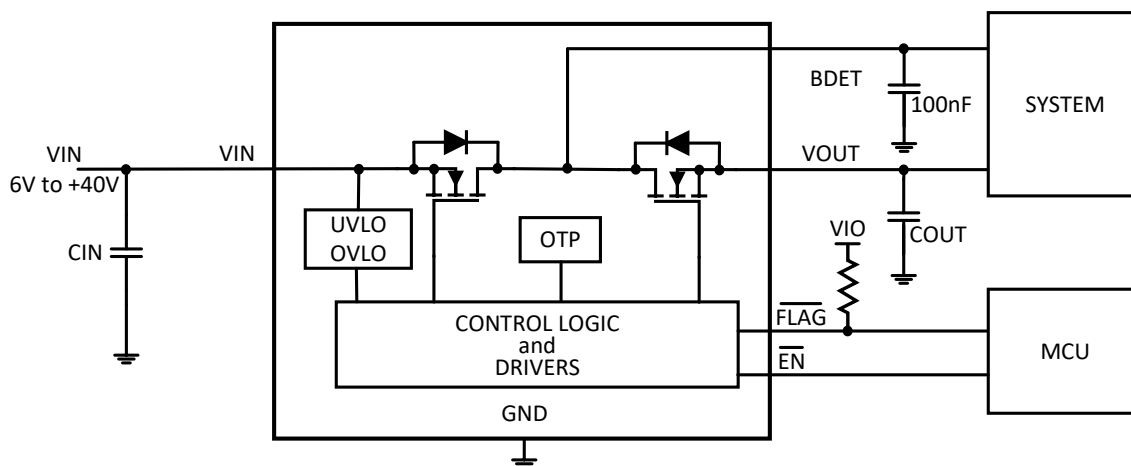 BDET
100nF
SYSTEM
VIN
6V to +40V
VIN
VOUT
UVLO
OVLO
OTP
VIO
COUT
CIN
CONTROL LOGIC
and
DRIVERS
FLAG
EN
MCU
GND